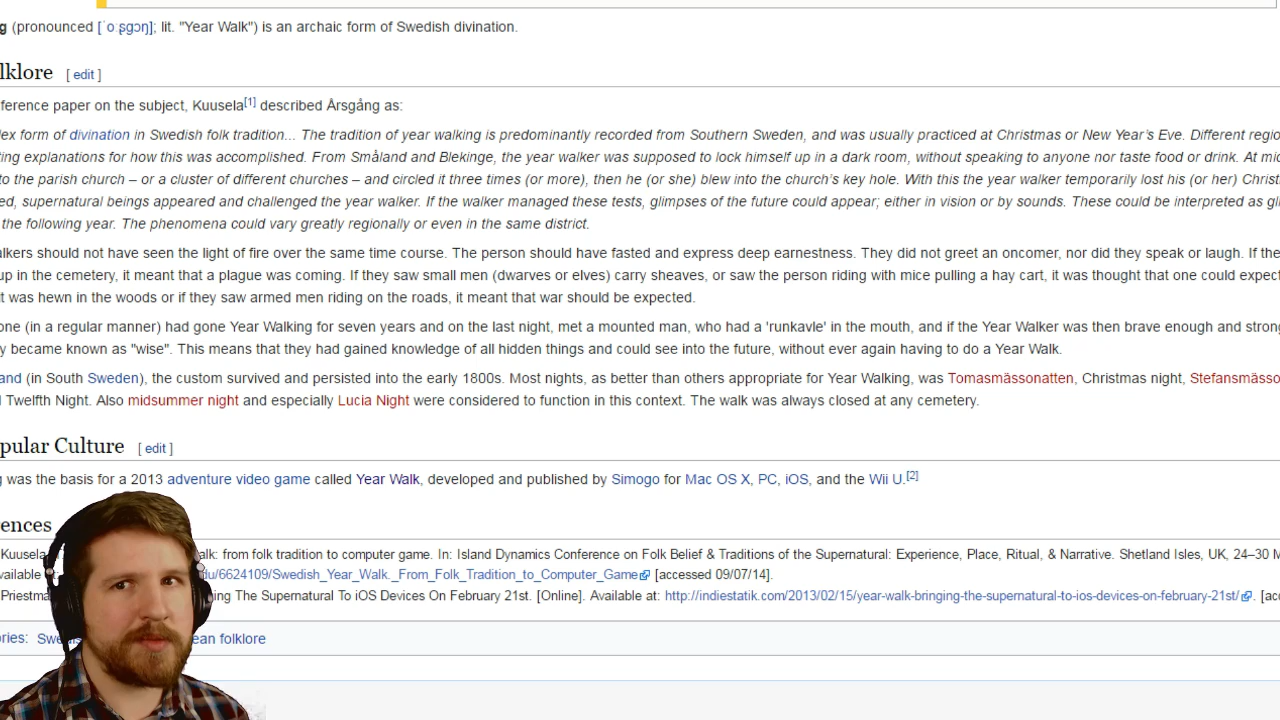 g (pronounced [ˈoːʂɡɔŋ]; lit. "Year Walk") is an archaic form of Swedish divination.
lklore [ edit ]
ference paper on the subject, Kuusela[1] described Årsgång as:
lex form of divination in Swedish folk tradition... The tradition of year walking is predominantly recorded from Southern Sweden, and was usually practiced at Christmas or New Year's Eve. Different regio
ting explanations for how this was accomplished. From Småland and Blekinge, the year walker was supposed to lock himself up in a dark room, without speaking to anyone nor taste food or drink. At mid
to the parish church – or a cluster of different churches – and circled it three times (or more), then he (or she) blew into the church's key hole. With this the year walker temporarily lost his (or her) Christi
ed, supernatural beings appeared and challenged the year walker. If the walker managed these tests, glimpses of the future could appear; either in vision or by sounds. These could be interpreted as gli
the following year. The phenomena could vary greatly regionally or even in the same district.
alkers should not have seen the light of fire over the same time course. The person should have fasted and express deep earnestness. They did not greet an oncomer, nor did they speak or laugh. If the
up in the cemetery, it meant that a plague was coming. If they saw small men (dwarves or elves) carry sheaves, or saw the person riding with mice pulling a hay cart, it was thought that one could expect
t was hewn in the woods or if they saw armed men riding on the roads, it meant that war should be expected.
one (in a regular manner) had gone Year Walking for seven years and on the last night, met a mounted man, who had a 'runkavle' in the mouth, and if the Year Walker was then brave enough and strong
y became known as "wise". This means that they had gained knowledge of all hidden things and could see into the future, without ever again having to do a Year Walk.
and (in South Sweden), the custom survived and persisted into the early 1800s. Most nights, as better than others appropriate for Year Walking, was Tomasmässonatten, Christmas night, Stefansmässo
l Twelfth Night. Also midsummer night and especially Lucia Night were considered to function in this context. The walk was always closed at any cemetery.
pular Culture [ edit ]
g was the basis for a 2013 adventure video game called Year Walk, developed and published by Simogo for Mac OS X, PC, iOS, and the Wii U.[2]
ences
Kuusela alk: from folk tradition to computer game. In: Island Dynamics Conference on Folk Belief & Traditions of the Supernatural: Experience, Place, Ritual, & Narrative. Shetland Isles, UK, 24–30 M
vailable du/6624109/Swedish_Year_Walk._From_Folk_Tradition_to_Computer_Game [accessed 09/07/14].
Priestma ging The Supernatural To iOS Devices On February 21st. [Online]. Available at: http://indiestatik.com/2013/02/15/year-walk-bringing-the-supernatural-to-ios-devices-on-february-21st/ . [acc
ries: Swedis ean folklore